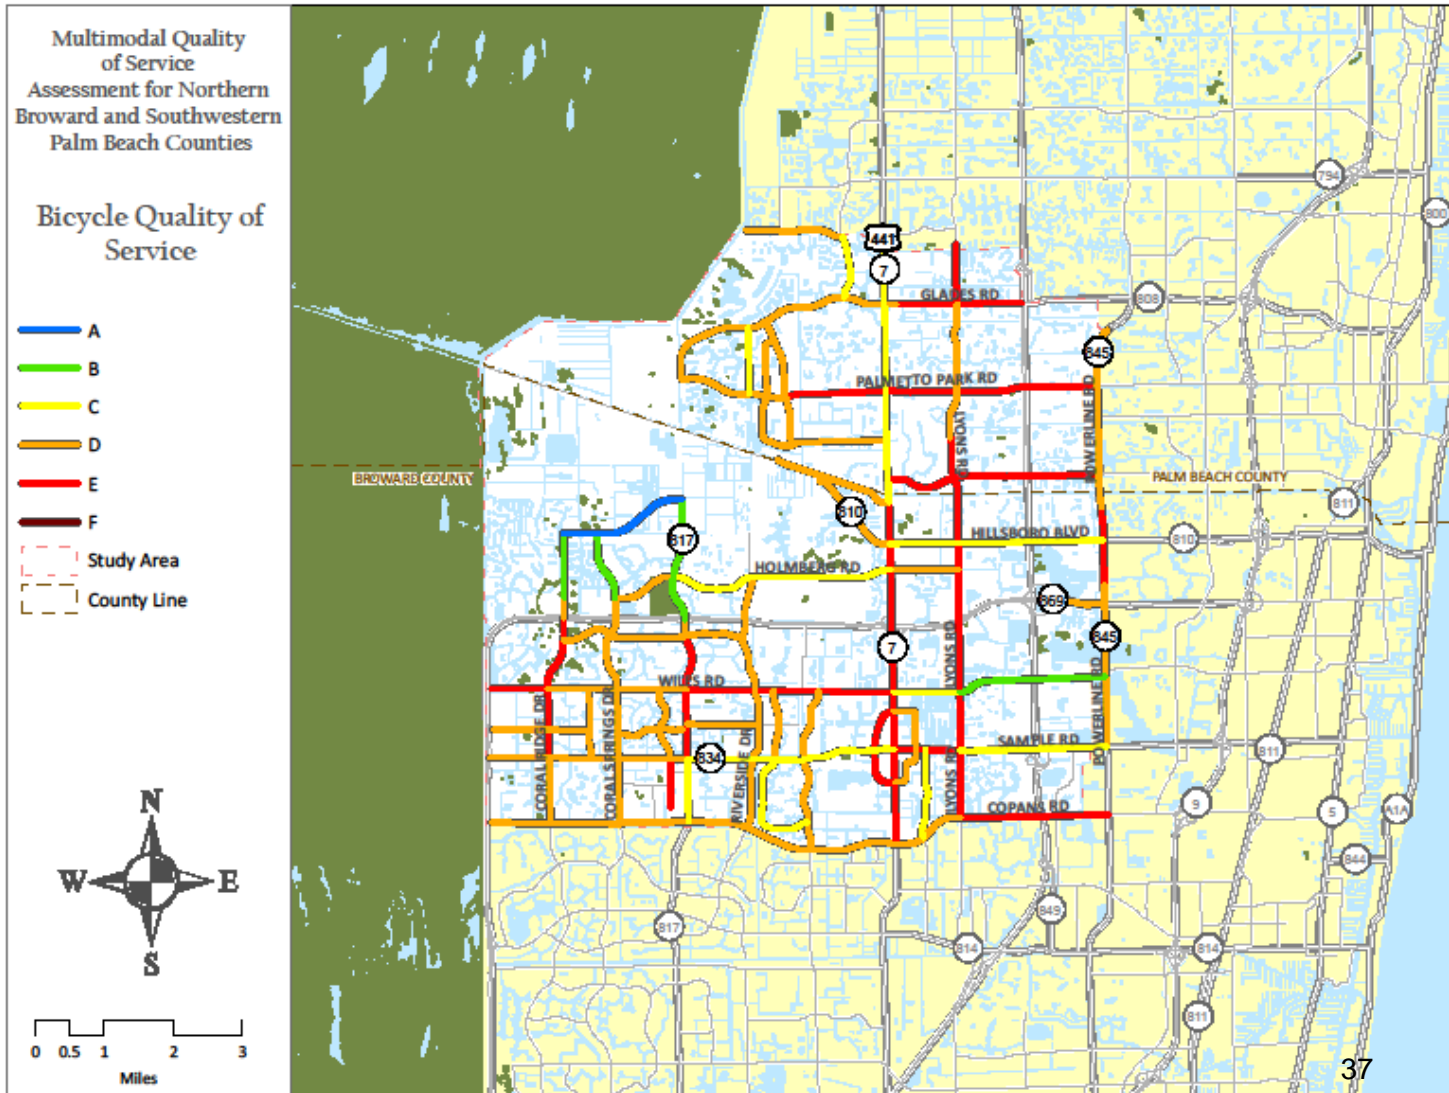 Multimodal Quality
of Service
Assessment for Northern
Broward and Southwestern
Palm Beach Counties
Bicycle Quality of
Service
A
B
C
D
E
F
Study Area
County Line
N
W
E
S
0 0.5 1 2 3
Miles
794
800
441
7
GLADES RD
808
845
PALMETTO PARK RD
POWERLINE RD
LYONS RD
BROWARD COUNTY
PALM BEACH COUNTY
811
810
817
HILLSBORO BLVD
810
HOLMBERG RD
869
845
7
LYONS RD
WILES RD
POWERLINE RD
CORAL RIDGE DR
CORAL SPRINGS DR
RIVERSIDE DR
834
SAMPLE RD
811
LYONS RD
COPANS RD
9
5
A1A
844
849
817
814
814
811
37